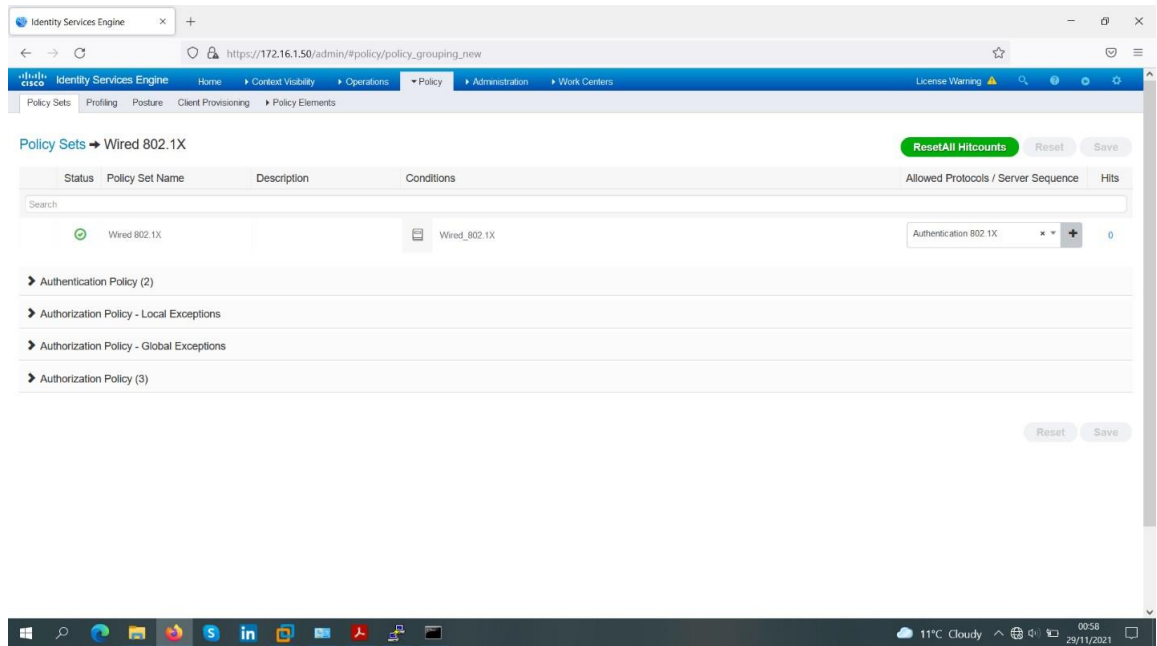 Identity Services Engine
https://172.16.1.50/admin/#policy/policy_grouping_new
CISCO Identity Services Engine Home Context Visibility Operations Policy Administration Work Centers License Warning
Policy Sets Profiling Posture Client Provisioning Policy Elements
Policy Sets → Wired 802.1X ResetAll Hitcounts Reset Save
Status Policy Set Name Description Conditions Allowed Protocols / Server Sequence Hits
Search
Wired 802.1X Wired_802.1X Authentication 802.1X 0
Authentication Policy (2)
Authorization Policy - Local Exceptions
Authorization Policy - Global Exceptions
Authorization Policy (3)
Reset Save
11°C Cloudy 00:58
29/11/2021